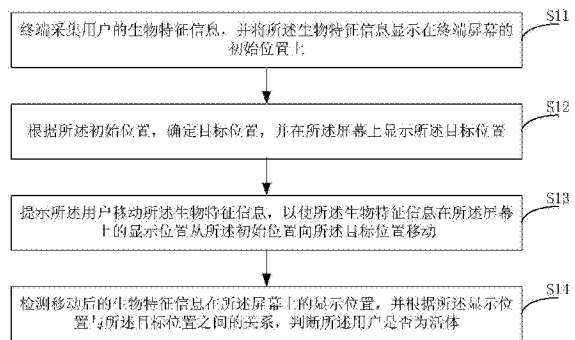 S11
终端采集用户的生物特征信息，并将所述生物特征信息显示在终端屏幕的
初始位置上
S12
根据所述初始位置，确定目标位置，并在所述屏幕上显示所述目标位置
S13
提示所述用户移动所述生物特征信息，以使所述生物特征信息在所述屏幕
上的显示位置从所述初始位置向所述目标位置移动
S14
检测移动后的生物特征信息在所述屏幕上的显示位置，并根据所述显示位
置与所述目标位置之间的关系，判断所述用户是否为活体